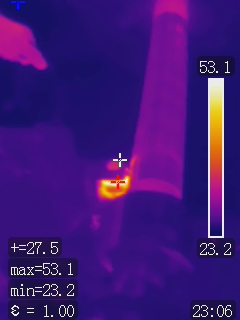 53.1
23.2
+=27.5
max=53.1
min=23.2
ε = 1.00
23:06